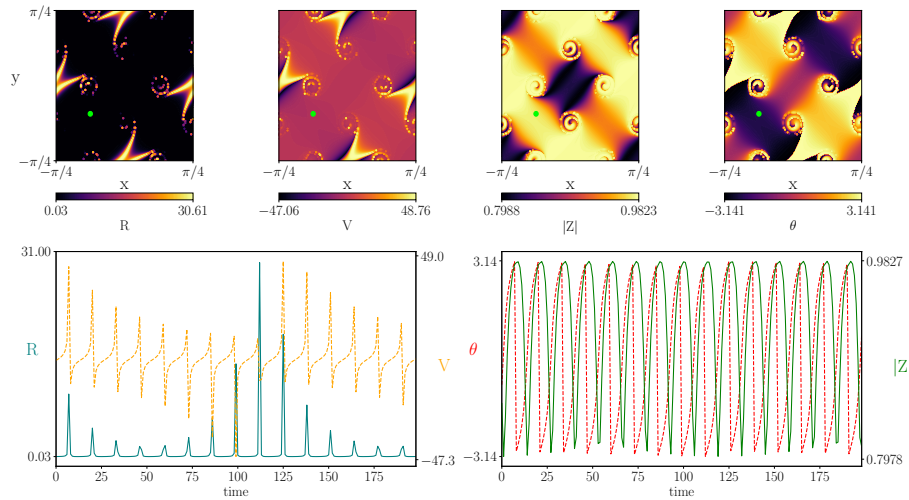 π/4
y
−π/4
−π/4 x π/4
−π/4 x π/4
−π/4 x π/4
−π/4 x π/4
0.03 30.61
R
−47.06 48.76
V
0.7988 0.9823
|Z|
−3.141 3.141
θ
31.00
R
0.03
49.0
V
−47.3
0 25 50 75 100 125 150 175
time
3.14
θ
−3.14
0.9827
|Z
0.7978
0 25 50 75 100 125 150 175
time